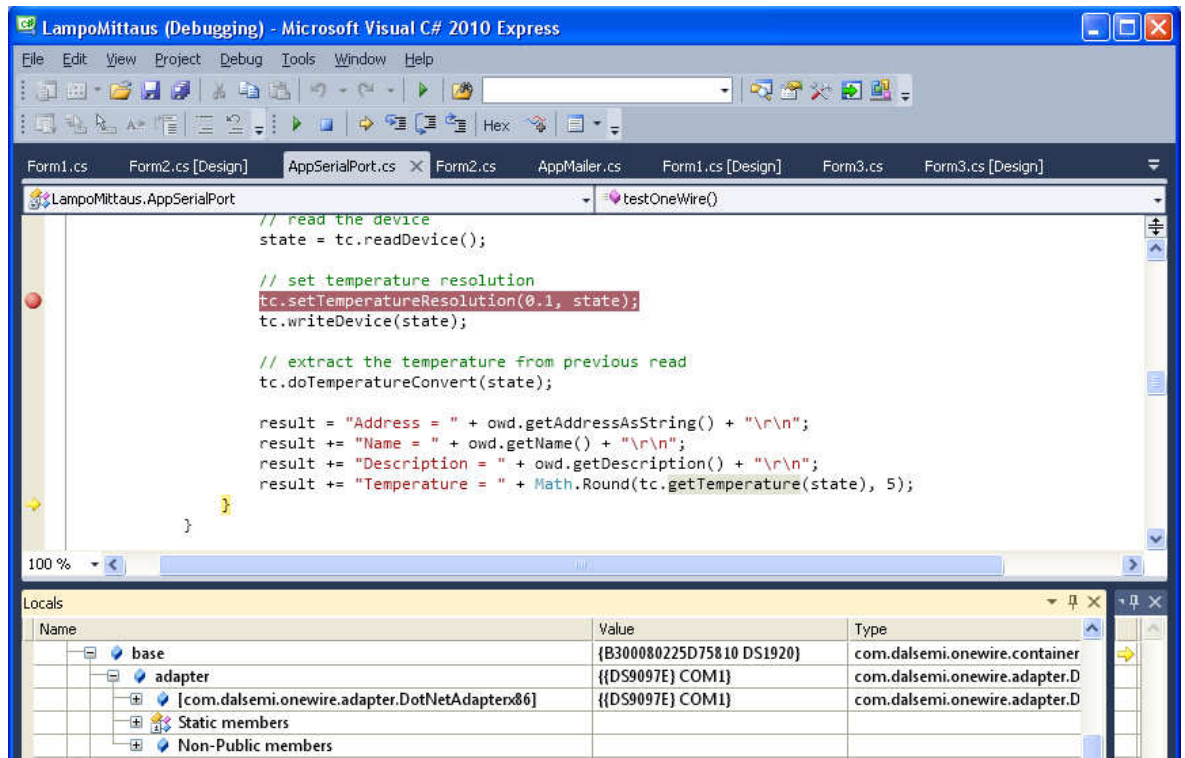 LampoMittaus (Debugging) - Microsoft Visual C# 2010 Express
File Edit View Project Debug Tools Window Help
Hex
Form1.cs Form2.cs [Design] AppSerialPort.cs Form2.cs AppMailer.cs Form1.cs [Design] Form3.cs Form3.cs [Design]
LampoMittaus.AppSerialPort testOneWire()
// read the device
state = tc.readDevice();
// set temperature resolution
tc.setTemperatureResolution(0.1, state);
tc.writeDevice(state);
// extract the temperature from previous read
tc.doTemperatureConvert(state);
result = "Address = " + owd.getAddressAsString() + "\r\n";
result += "Name = " + owd.getName() + "\r\n";
result += "Description = " + owd.getDescription() + "\r\n";
result += "Temperature = " + Math.Round(tc.getTemperature(state), 5);
}
}
100 %
Locals
Name Value Type
base {B300080225D75810 DS1920} com.dalsemi.onewire.container
adapter {{DS9097E} COM1} com.dalsemi.onewire.adapter.D
[com.dalsemi.onewire.adapter.DotNetAdapterx86] {{DS9097E} COM1} com.dalsemi.onewire.adapter.D
Static members
Non-Public members